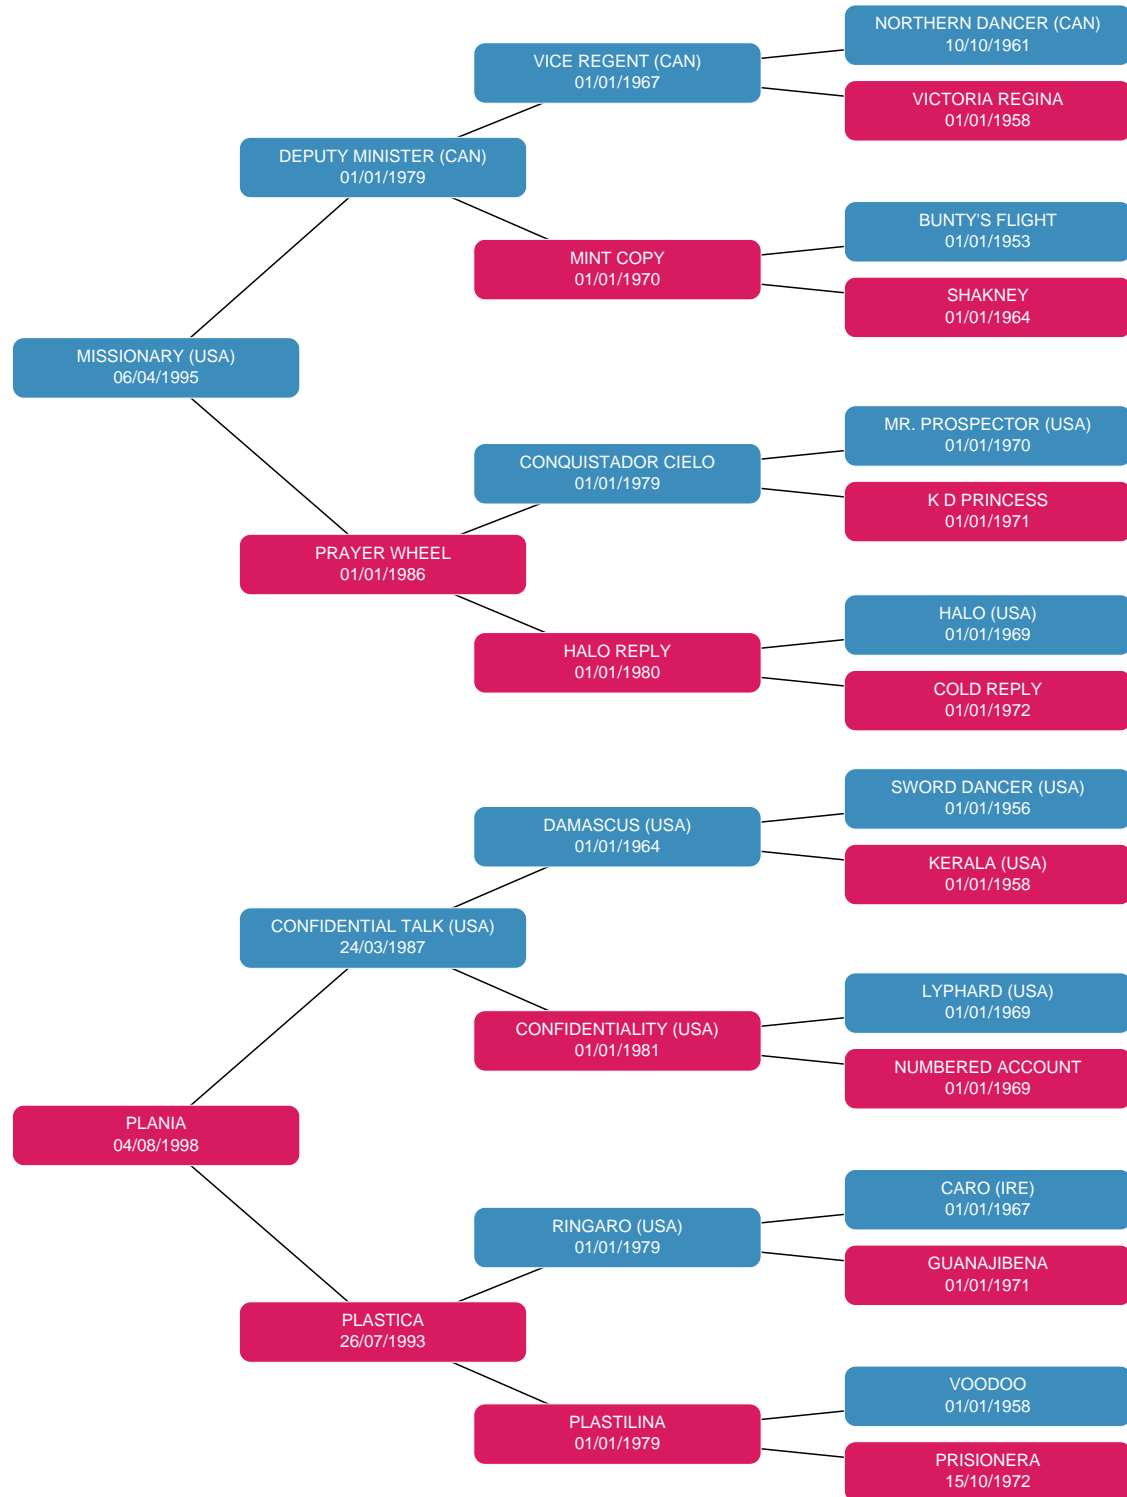 NORTHERN DANCER (CAN)
10/10/1961
VICE REGENT (CAN)
01/01/1967
VICTORIA REGINA
01/01/1958
DEPUTY MINISTER (CAN)
01/01/1979
BUNTY'S FLIGHT
01/01/1953
MINT COPY
01/01/1970
SHAKNEY
01/01/1964
MISSIONARY (USA)
06/04/1995
MR. PROSPECTOR (USA)
01/01/1970
CONQUISTADOR CIELO
01/01/1979
K D PRINCESS
01/01/1971
PRAYER WHEEL
01/01/1986
HALO (USA)
01/01/1969
HALO REPLY
01/01/1980
COLD REPLY
01/01/1972
SWORD DANCER (USA)
01/01/1956
DAMASCUS (USA)
01/01/1964
KERALA (USA)
01/01/1958
CONFIDENTIAL TALK (USA)
24/03/1987
LYPHARD (USA)
01/01/1969
CONFIDENTIALITY (USA)
01/01/1981
NUMBERED ACCOUNT
01/01/1969
PLANIA
04/08/1998
CARO (IRE)
01/01/1967
RINGARO (USA)
01/01/1979
GUANAJIBENA
01/01/1971
PLASTICA
26/07/1993
VOODOO
01/01/1958
PLASTILINA
01/01/1979
PRISIONERA
15/10/1972